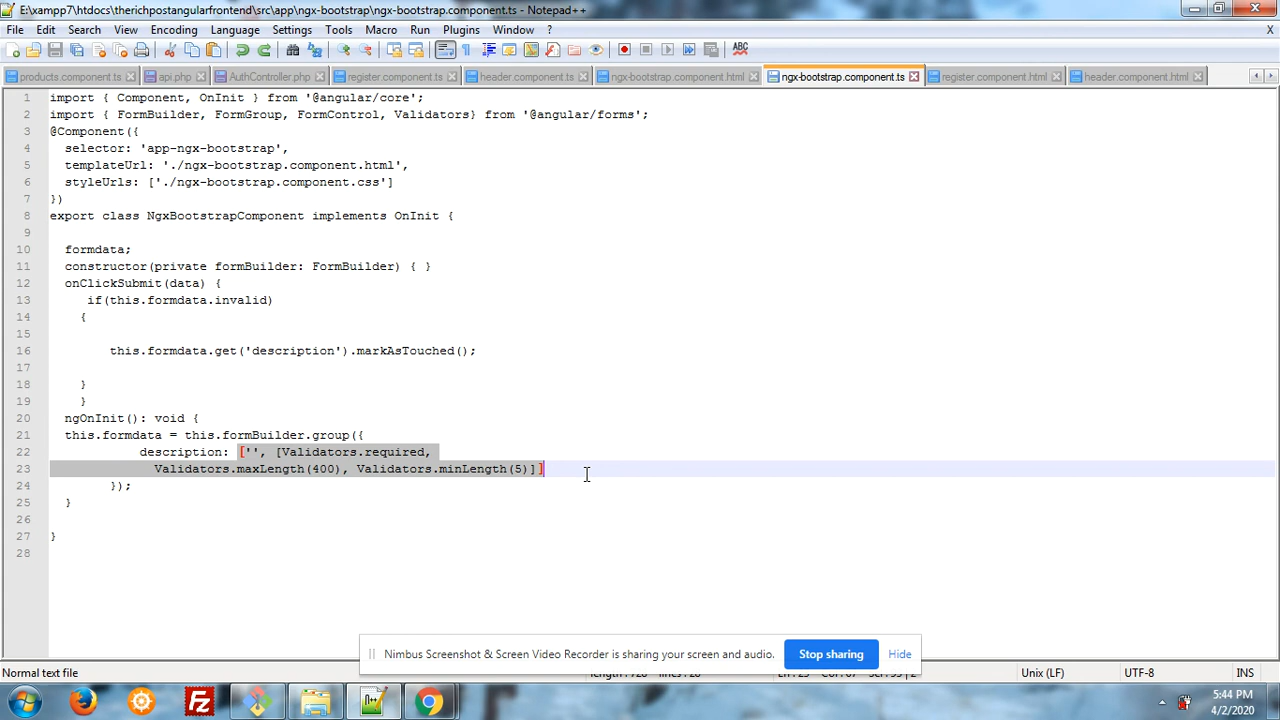 E:\xampp7\htdocs\therichpostangularfrontend\src\app\ngx-bootstrap\ngx-bootstrap.component.ts - Notepad++
File Edit Search View Encoding Language Settings Tools Macro Run Plugins Window ? X
products.component.ts api.php AuthController.php register.component.ts header.component.ts ngx-bootstrap.component.html ngx-bootstrap.component.ts register.component.html header.component.html
1 import { Component, OnInit } from '@angular/core';
2 import { FormBuilder, FormGroup, FormControl, Validators} from '@angular/forms';
3 @Component({
4 selector: 'app-ngx-bootstrap',
5 templateUrl: './ngx-bootstrap.component.html',
6 styleUrls: ['./ngx-bootstrap.component.css']
7 })
8 export class NgxBootstrapComponent implements OnInit {
9
10 formdata;
11 constructor(private formBuilder: FormBuilder) { }
12 onClickSubmit(data) {
13 if(this.formdata.invalid)
14 {
15
16 this.formdata.get('description').markAsTouched();
17
18 }
19 }
20 ngOnInit(): void {
21 this.formdata = this.formBuilder.group({
22 description: ['', [Validators.required,
23 Validators.maxLength(400), Validators.minLength(5)]]
24 });
25 }
26
27 }
28
Nimbus Screenshot & Screen Video Recorder is sharing your screen and audio. Stop sharing Hide
Normal text file Unix (LF) UTF-8 INS
5:44 PM
4/2/2020